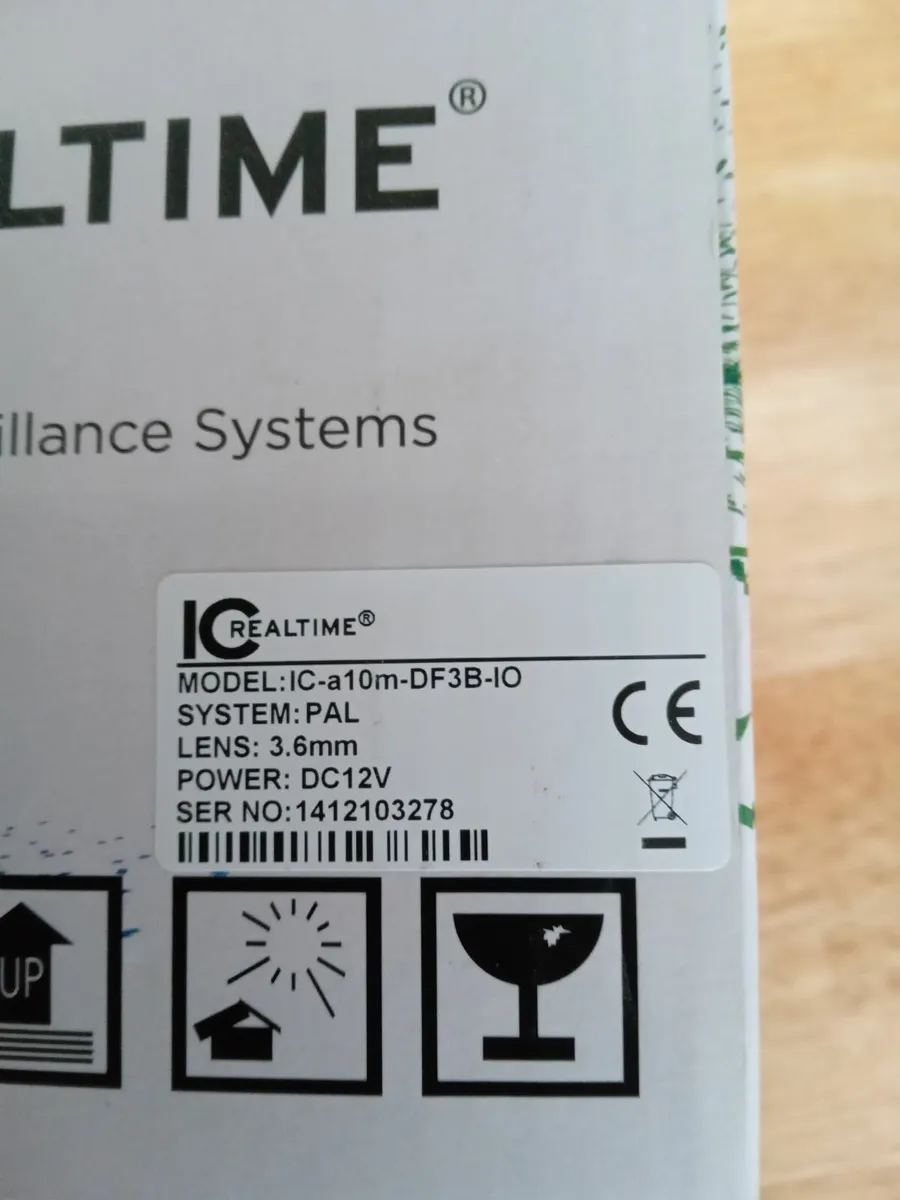 LTIME®
illance Systems
IC REALTIME®
MODEL:IC-a10m-DF3B-IO
SYSTEM: PAL
LENS: 3.6mm
POWER: DC12V
SER NO:1412103278
CE
UP